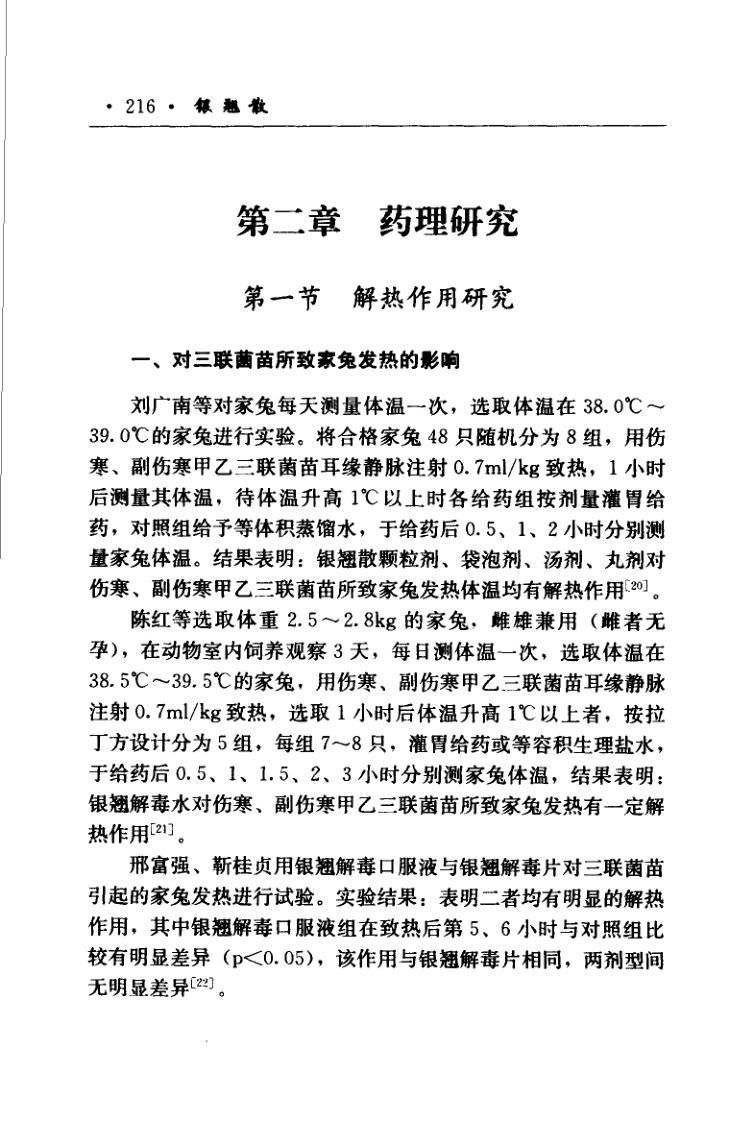 · 216 · 银翘散
第二章 药理研究
第一节 解热作用研究
一、对三联菌苗所致家兔发热的影响
刘广南等对家兔每天测量体温一次，选取体温在 38.0℃～
39.0℃的家兔进行实验。将合格家兔 48 只随机分为 8 组，用伤
寒、副伤寒甲乙三联菌苗耳缘静脉注射 0.7ml/kg 致热，1 小时
后测量其体温，待体温升高 1℃以上时各给药组按剂量灌胃给
药，对照组给予等体积蒸馏水，于给药后 0.5、1、2 小时分别测
量家兔体温。结果表明：银翘散颗粒剂、袋泡剂、汤剂、丸剂对
伤寒、副伤寒甲乙三联菌苗所致家兔发热体温均有解热作用[20]。
陈红等选取体重 2.5～2.8kg 的家兔，雌雄兼用（雌者无
孕），在动物室内饲养观察 3 天，每日测体温一次，选取体温在
38.5℃～39.5℃的家兔，用伤寒、副伤寒甲乙三联菌苗耳缘静脉
注射 0.7ml/kg 致热，选取 1 小时后体温升高 1℃以上者，按拉
丁方设计分为 5 组，每组 7～8 只，灌胃给药或等容积生理盐水，
于给药后 0.5、1、1.5、2、3 小时分别测家兔体温，结果表明：
银翘解毒水对伤寒、副伤寒甲乙三联菌苗所致家兔发热有一定解
热作用[21]。
邢富强、靳桂贞用银翘解毒口服液与银翘解毒片对三联菌苗
引起的家兔发热进行试验。实验结果：表明二者均有明显的解热
作用，其中银翘解毒口服液组在致热后第 5、6 小时与对照组比
较有明显差异（p<0.05），该作用与银翘解毒片相同，两剂型间
无明显差异[22]。